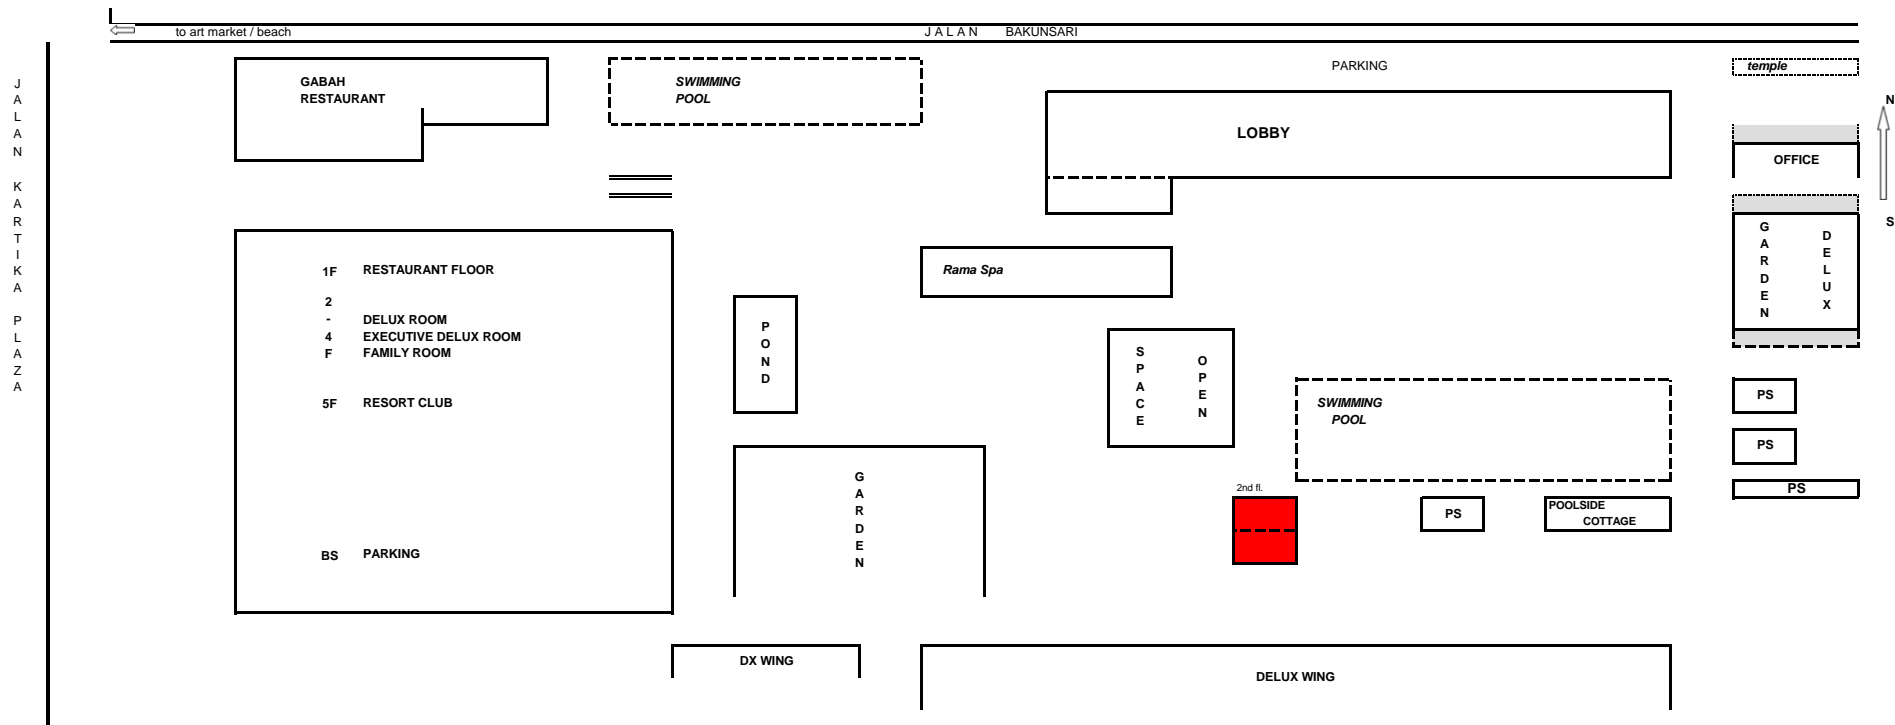 to art market / beach
JALAN BAKUNSARI
JALAN KARTIKA PLAZA
GABAH
RESTAURANT
SWIMMING
POOL
PARKING
temple
N
LOBBY
OFFICE
S
GARDEN
DELUX
1F RESTAURANT FLOOR
2
- DELUX ROOM
4 EXECUTIVE DELUX ROOM
F FAMILY ROOM
5F RESORT CLUB
BS PARKING
Rama Spa
POND
SPACE
OPEN
SWIMMING
POOL
PS
PS
PS
GARDEN
2nd fl.
PS
POOLSIDE
COTTAGE
DX WING
DELUX WING